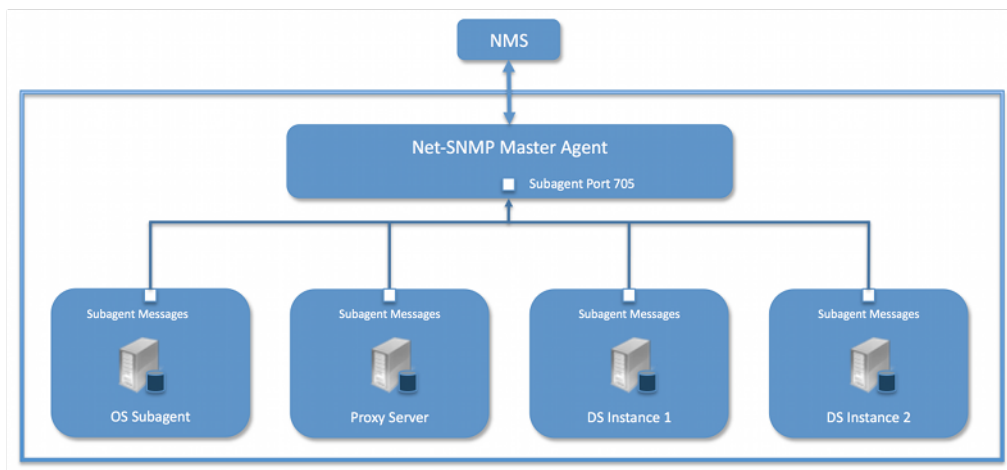 NMS
Net-SNMP Master Agent
Subagent Port 705
Subagent Messages
Subagent Messages
Subagent Messages
Subagent Messages
OS Subagent
Proxy Server
DS Instance 1
DS Instance 2